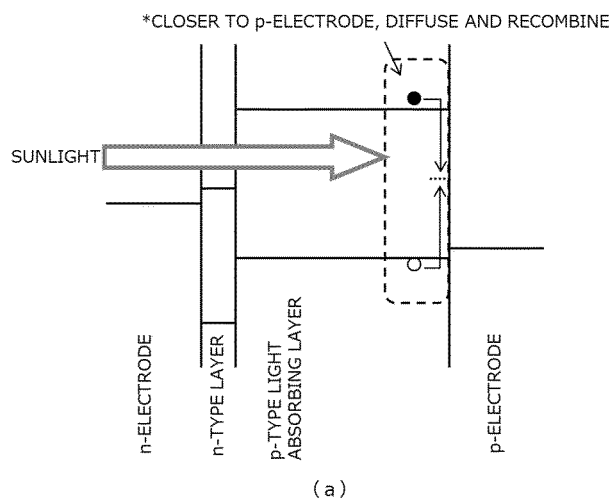 *CLOSER TO p-ELECTRODE, DIFFUSE AND RECOMBINE
SUNLIGHT
n-ELECTRODE
n-TYPE LAYER
p-TYPE LIGHT
ABSORBING LAYER
p-ELECTRODE
(a)